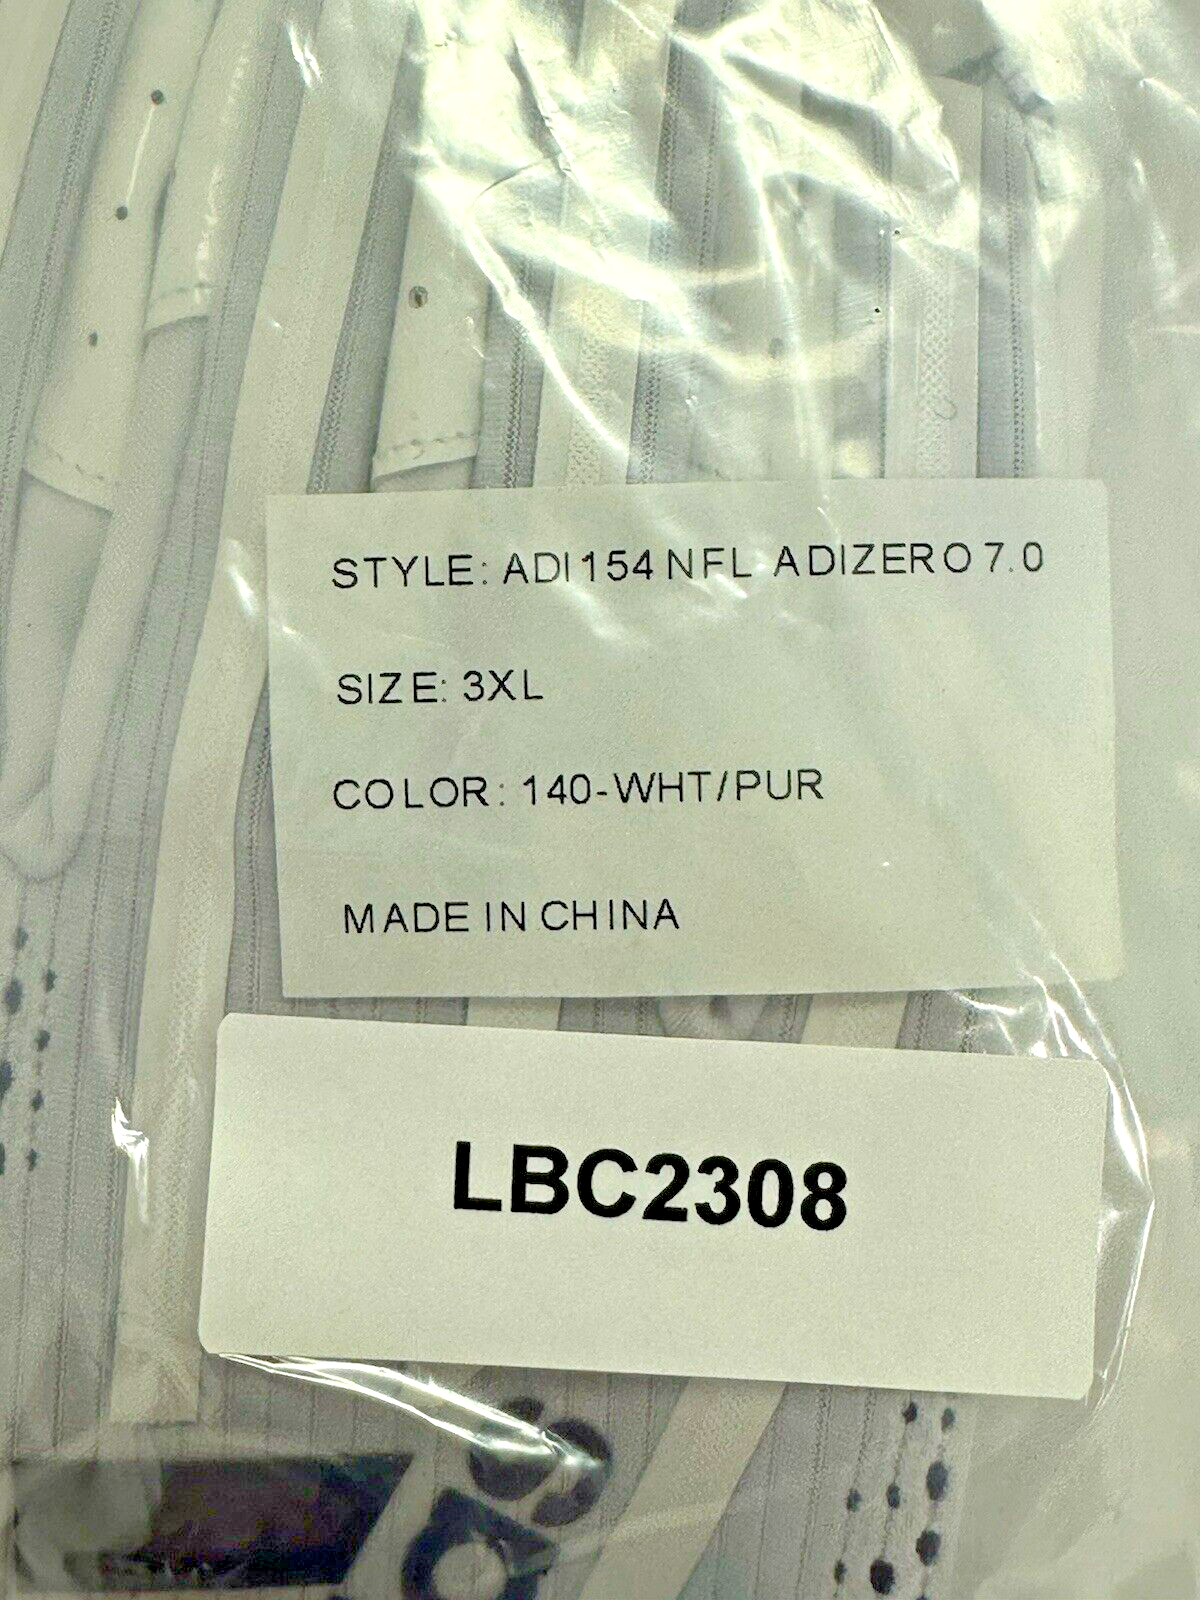 STYLE: ADI154 NFL ADIZERO 7.0
SIZE: 3XL
COLOR: 140-WHT/PUR
MADE IN CHINA
LBC2308